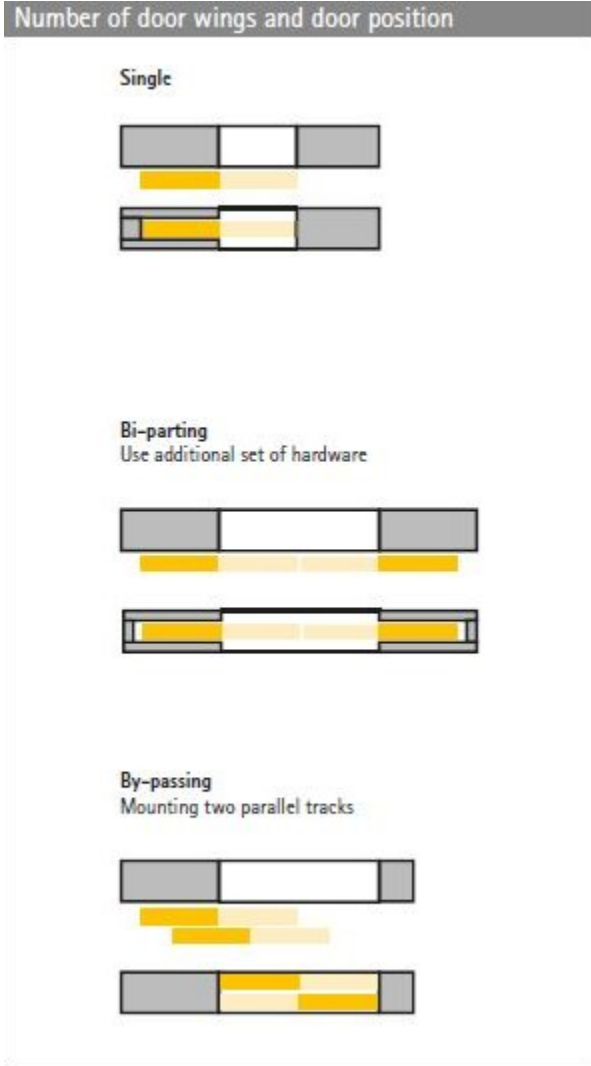 Number of door wings and door position
Single
Bi-parting
Use additional set of hardware
By-passing
Mounting two parallel tracks